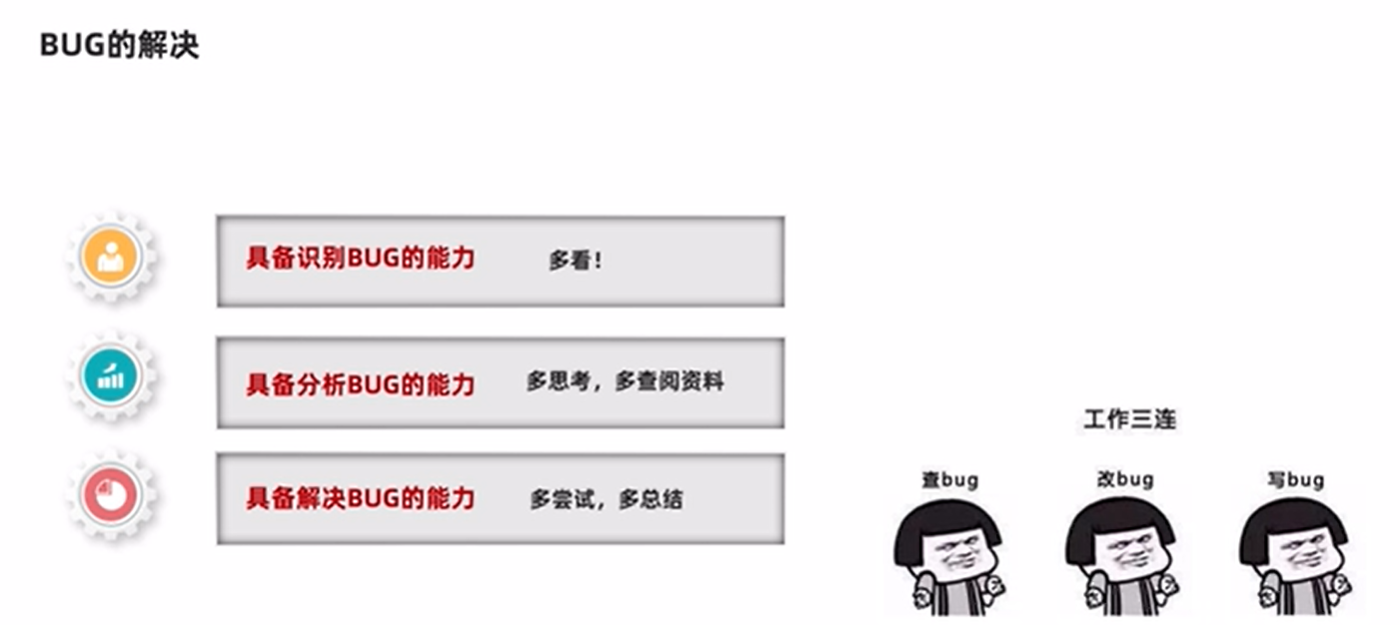 BUG的解决
具备识别BUG的能力 多看！
具备分析BUG的能力 多思考，多查阅资料
具备解决BUG的能力 多尝试，多总结
工作三连
查bug 改bug 写bug